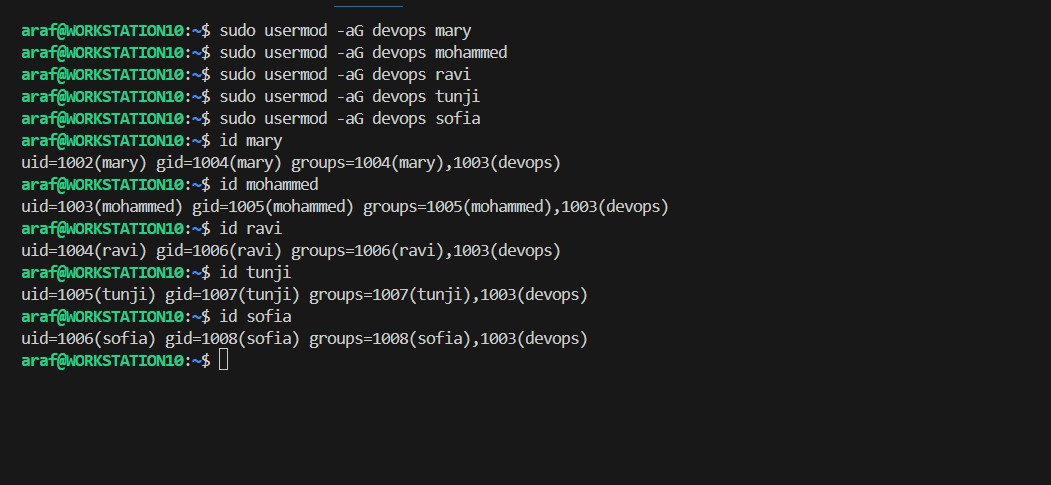 araf@WORKSTATION10:~$ sudo usermod -aG devops mary
araf@WORKSTATION10:~$ sudo usermod -aG devops mohammed
araf@WORKSTATION10:~$ sudo usermod -aG devops ravi
araf@WORKSTATION10:~$ sudo usermod -aG devops tunji
araf@WORKSTATION10:~$ sudo usermod -aG devops sofia
araf@WORKSTATION10:~$ id mary
uid=1002(mary) gid=1004(mary) groups=1004(mary),1003(devops)
araf@WORKSTATION10:~$ id mohammed
uid=1003(mohammed) gid=1005(mohammed) groups=1005(mohammed),1003(devops)
araf@WORKSTATION10:~$ id ravi
uid=1004(ravi) gid=1006(ravi) groups=1006(ravi),1003(devops)
araf@WORKSTATION10:~$ id tunji
uid=1005(tunji) gid=1007(tunji) groups=1007(tunji),1003(devops)
araf@WORKSTATION10:~$ id sofia
uid=1006(sofia) gid=1008(sofia) groups=1008(sofia),1003(devops)
araf@WORKSTATION10:~$